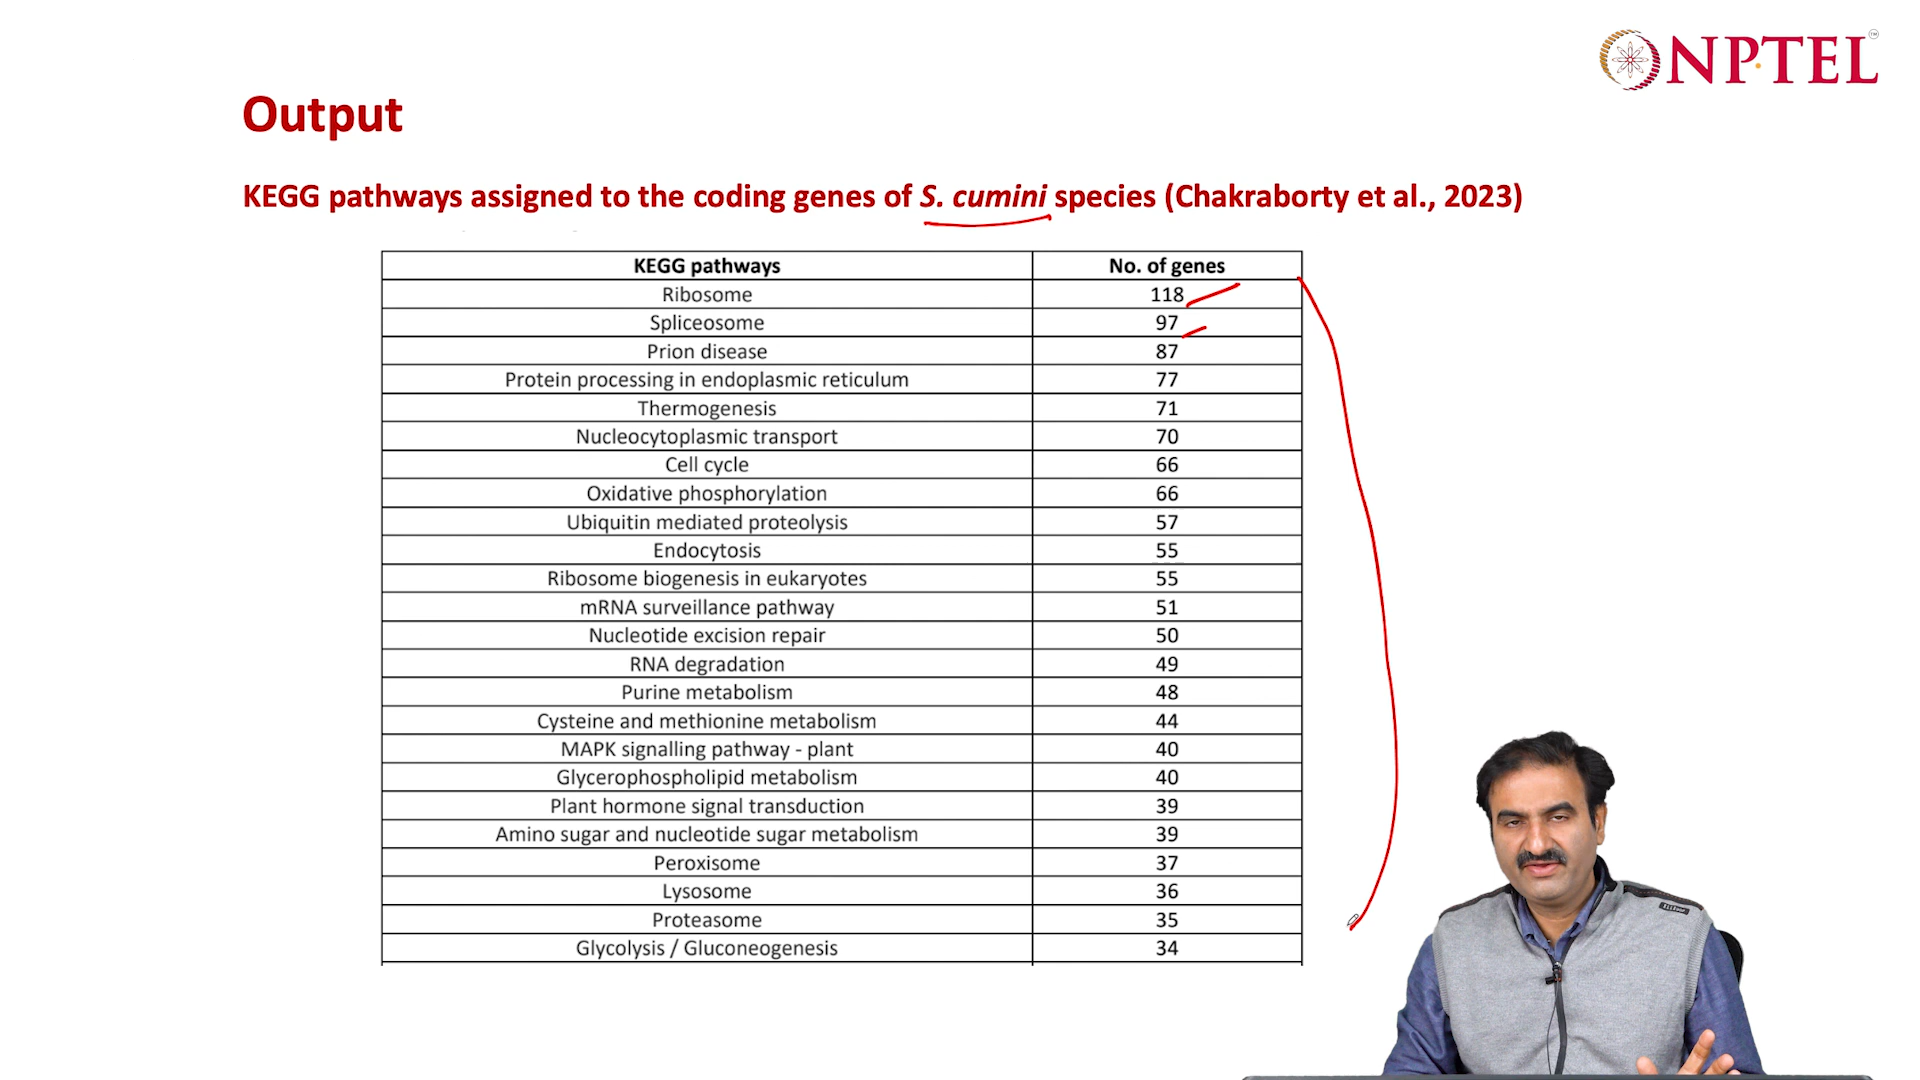 NPTEL™
Output
KEGG pathways assigned to the coding genes of S. cumini species (Chakraborty et al., 2023)
KEGG pathways No. of genes
Ribosome 118
Spliceosome 97
Prion disease 87
Protein processing in endoplasmic reticulum 77
Thermogenesis 71
Nucleocytoplasmic transport 70
Cell cycle 66
Oxidative phosphorylation 66
Ubiquitin mediated proteolysis 57
Endocytosis 55
Ribosome biogenesis in eukaryotes 55
mRNA surveillance pathway 51
Nucleotide excision repair 50
RNA degradation 49
Purine metabolism 48
Cysteine and methionine metabolism 44
MAPK signalling pathway - plant 40
Glycerophospholipid metabolism 40
Plant hormone signal transduction 39
Amino sugar and nucleotide sugar metabolism 39
Peroxisome 37
Lysosome 36
Proteasome 35
Glycolysis / Gluconeogenesis 34